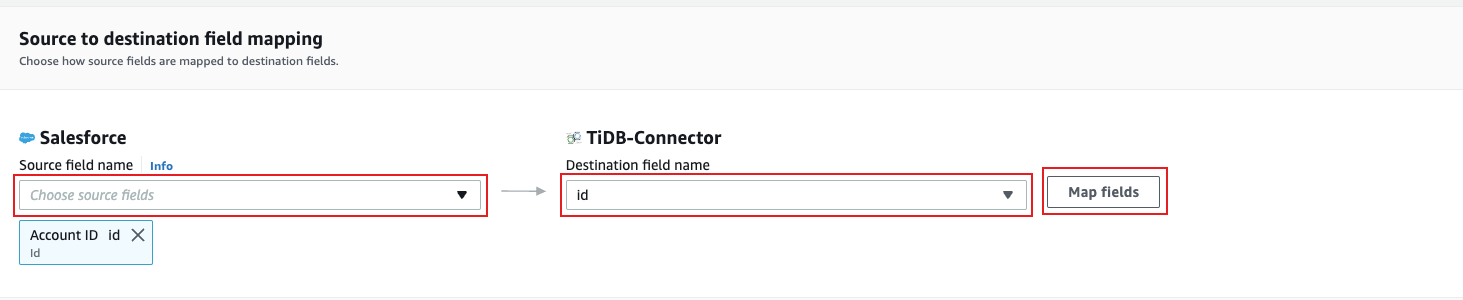 Source to destination field mapping
Choose how source fields are mapped to destination fields.
Salesforce
Source field name Info
Choose source fields
Account ID id
Id
TiDB-Connector
Destination field name
id
Map fields